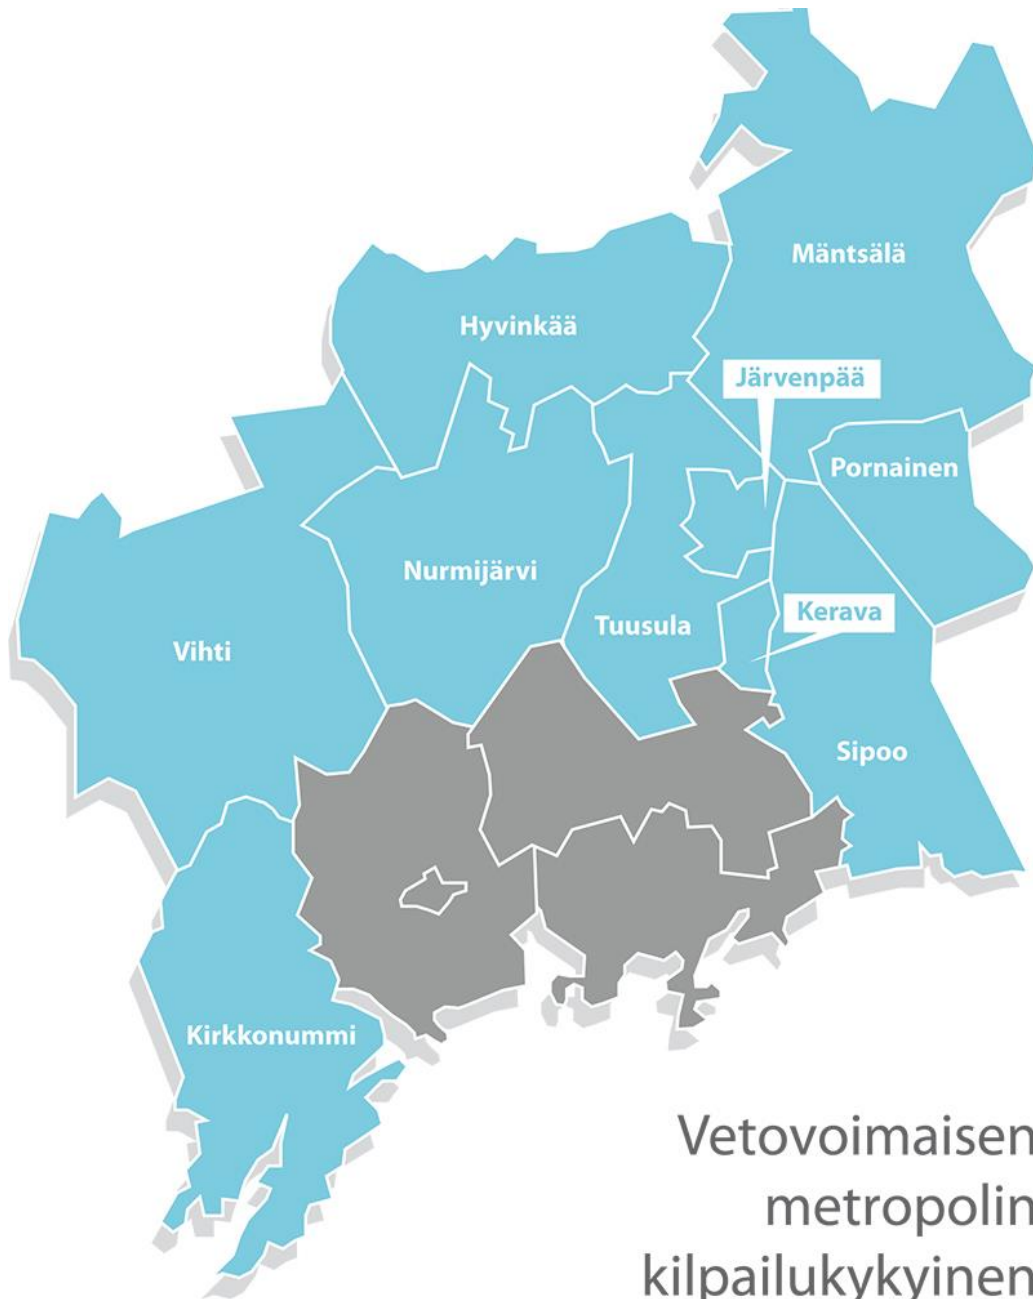 Mäntsälä
Hyvinkää
Järvenpää
Pornainen
Nurmijärvi
Kerava
Tuusula
Vihti
Sipoo
Kirkkonummi
Vetovoimaisen
metropolin
kilpailukykyinen